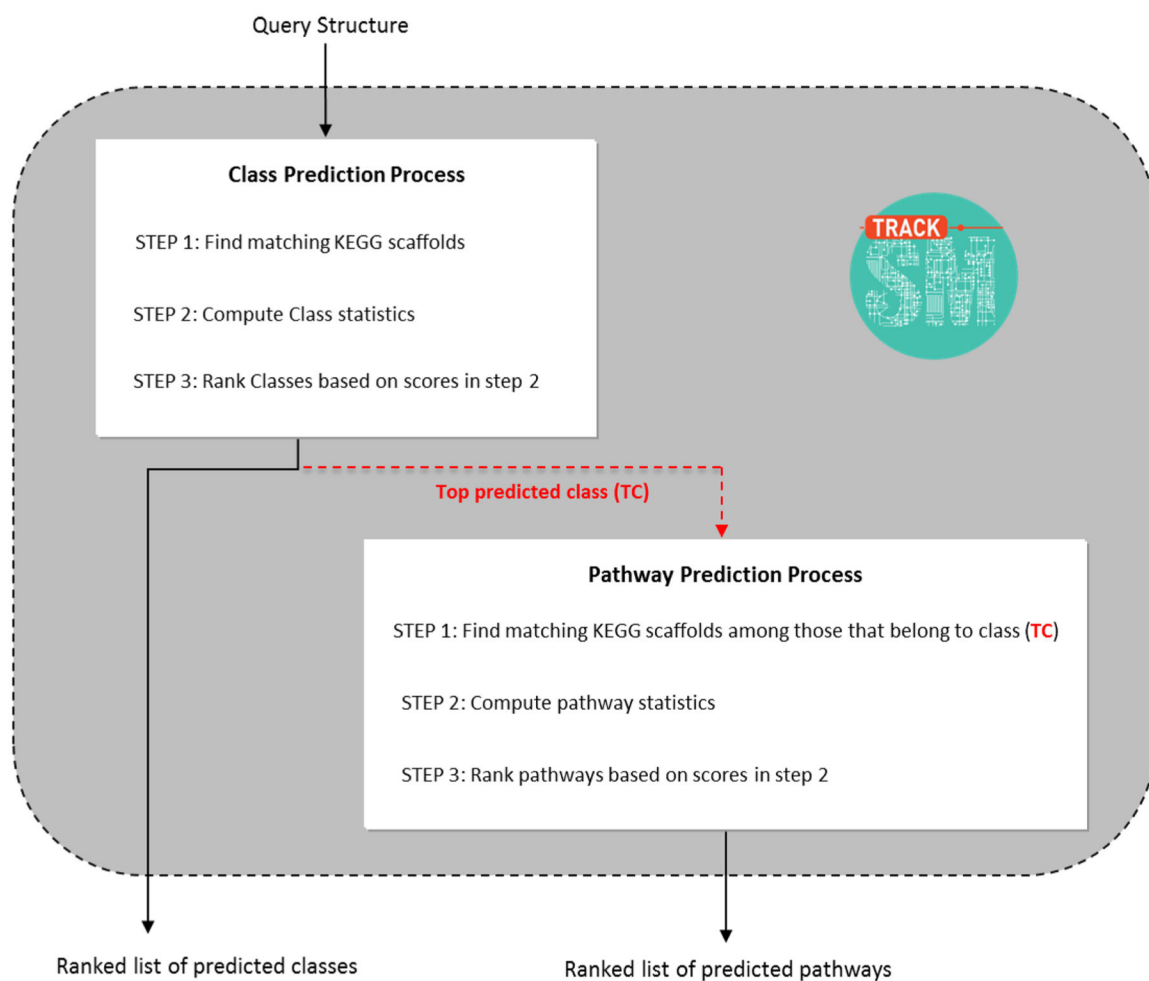 Query Structure
Class Prediction Process
STEP 1: Find matching KEGG scaffolds
STEP 2: Compute Class statistics
STEP 3: Rank Classes based on scores in step 2
TRACK
SM
Top predicted class (TC)
Pathway Prediction Process
STEP 1: Find matching KEGG scaffolds among those that belong to class (TC)
STEP 2: Compute pathway statistics
STEP 3: Rank pathways based on scores in step 2
Ranked list of predicted classes
Ranked list of predicted pathways